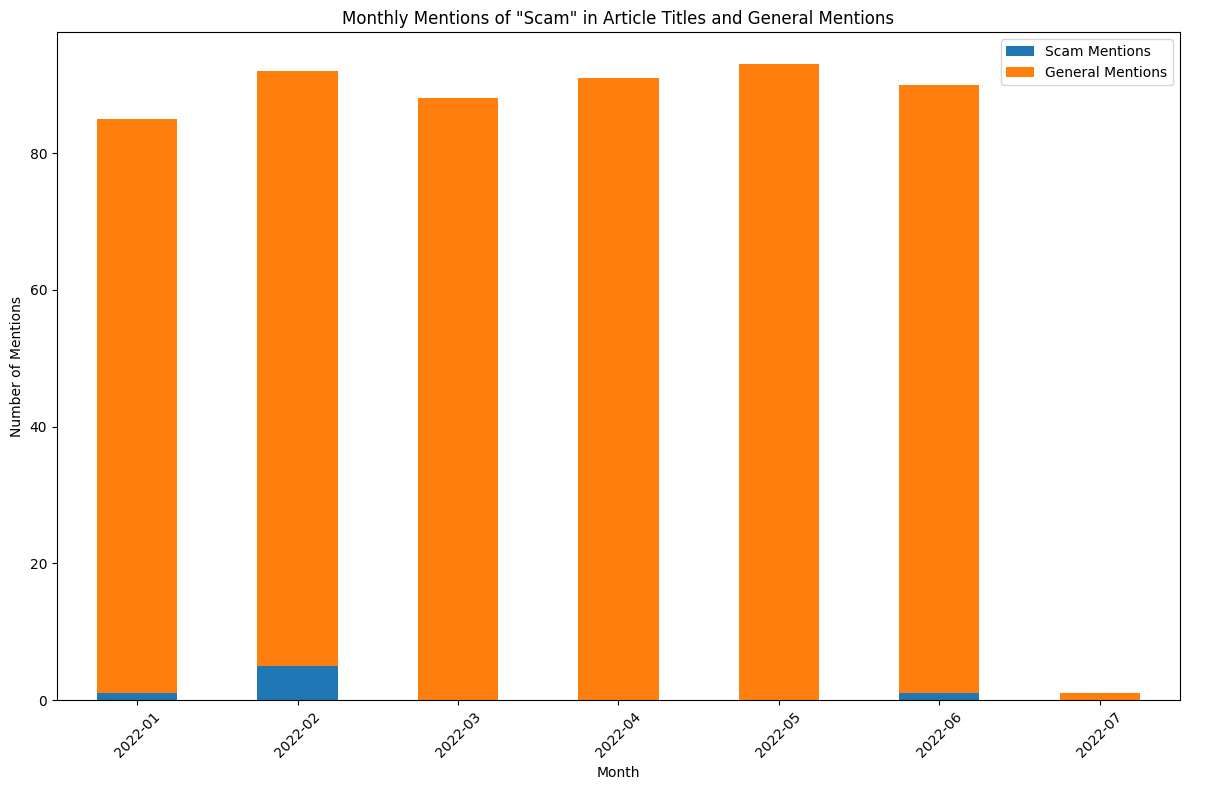 Monthly Mentions of "Scam" in Article Titles and General Mentions
Scam Mentions
General Mentions
Number of Mentions
80
60
40
20
0
2022-01
2022-02
2022-03
2022-04
2022-05
2022-06
2022-07
Month